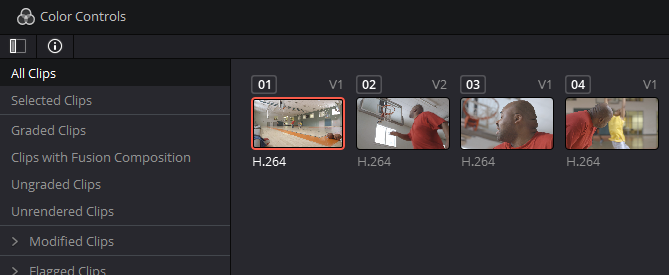 Color Controls
All Clips
Selected Clips
Graded Clips
Clips with Fusion Composition
Ungraded Clips
Unrendered Clips
Modified Clips
Flagged Clips
01 V1 02 V2 03 V1 04 V1
H.264 H.264 H.264 H.264